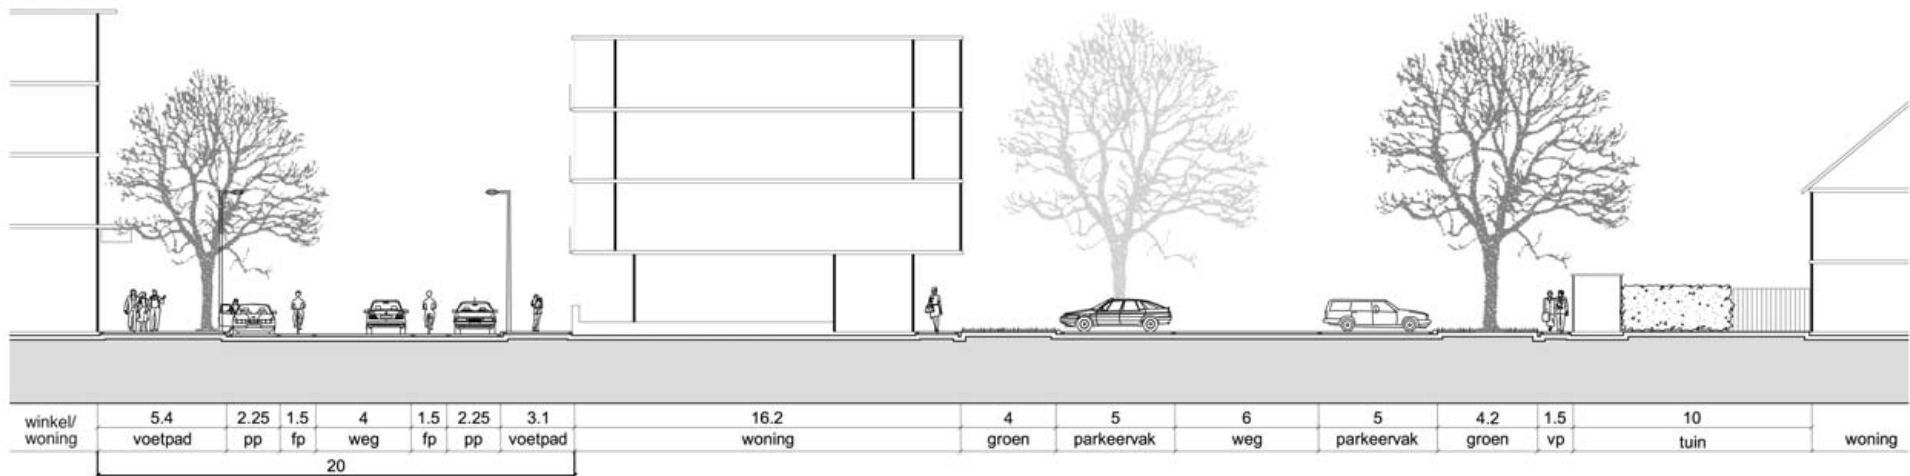 winkel/
woning
5.4 2.25 1.5 4 1.5 2.25 3.1 16.2 4 5 6 5 4.2 1.5 10
voetpad pp fp weg fp pp voetpad woning groen parkeervak weg parkeervak groen vp tuin woning
20